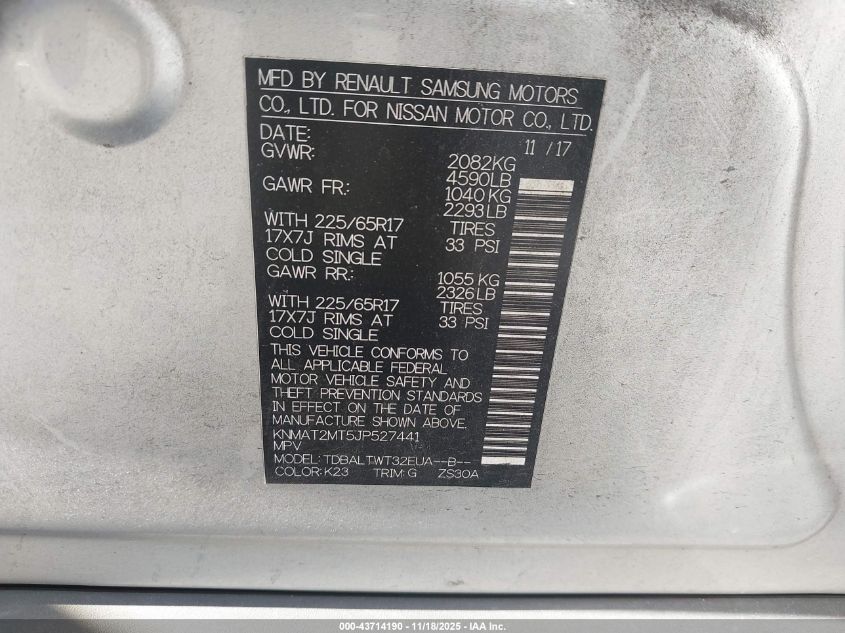 MFD BY RENAULT SAMSUNG MOTORS
CO., LTD. FOR NISSAN MOTOR CO., LTD.
DATE: 11 /17
GVWR: 2082KG
4590LB
GAWR FR.: 1040 KG
2293LB
WITH 225/65R17 TIRES
17X7J RIMS AT 33 PSI
COLD SINGLE
GAWR RR.: 1055 KG
2326LB
WITH 225/65R17 TIRES
17X7J RIMS AT 33 PSI
COLD SINGLE
THIS VEHICLE CONFORMS TO
ALL APPLICABLE FEDERAL
MOTOR VEHICLE SAFETY AND
THEFT PREVENTION STANDARDS
IN EFFECT ON THE DATE OF
MANUFACTURE SHOWN ABOVE.
KNMAT2MT5JP527441
MPV
MODEL: TDBALTWT32EUA--B--
COLOR: K23 TRIM: G ZS30A
000-43714190 - 11/18/2025 - IAA Inc.